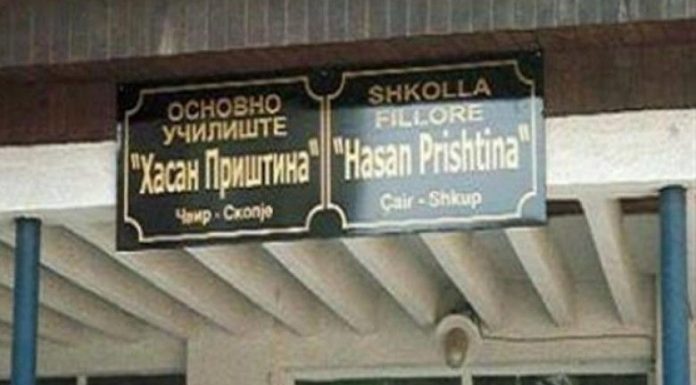 ОСНОВНО
УЧИЛИШТЕ
"Хасан Приштина"
Чаир - Скопје
SHKOLLA
FILLORE
"Hasan Prishtina"
Çair - Shkup